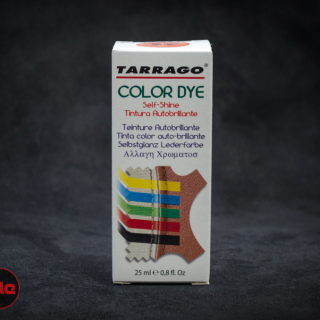 TARRAGO®
COLOR DYE
Self-Shine
Tintura Autobrillante
Teinture Autobrillante
Tinta color auto-brillante
Selbstglanz Lederfarbe
Αλλαγη Χρωματοσ
25 ml ℮ 0,8 fl. Oz